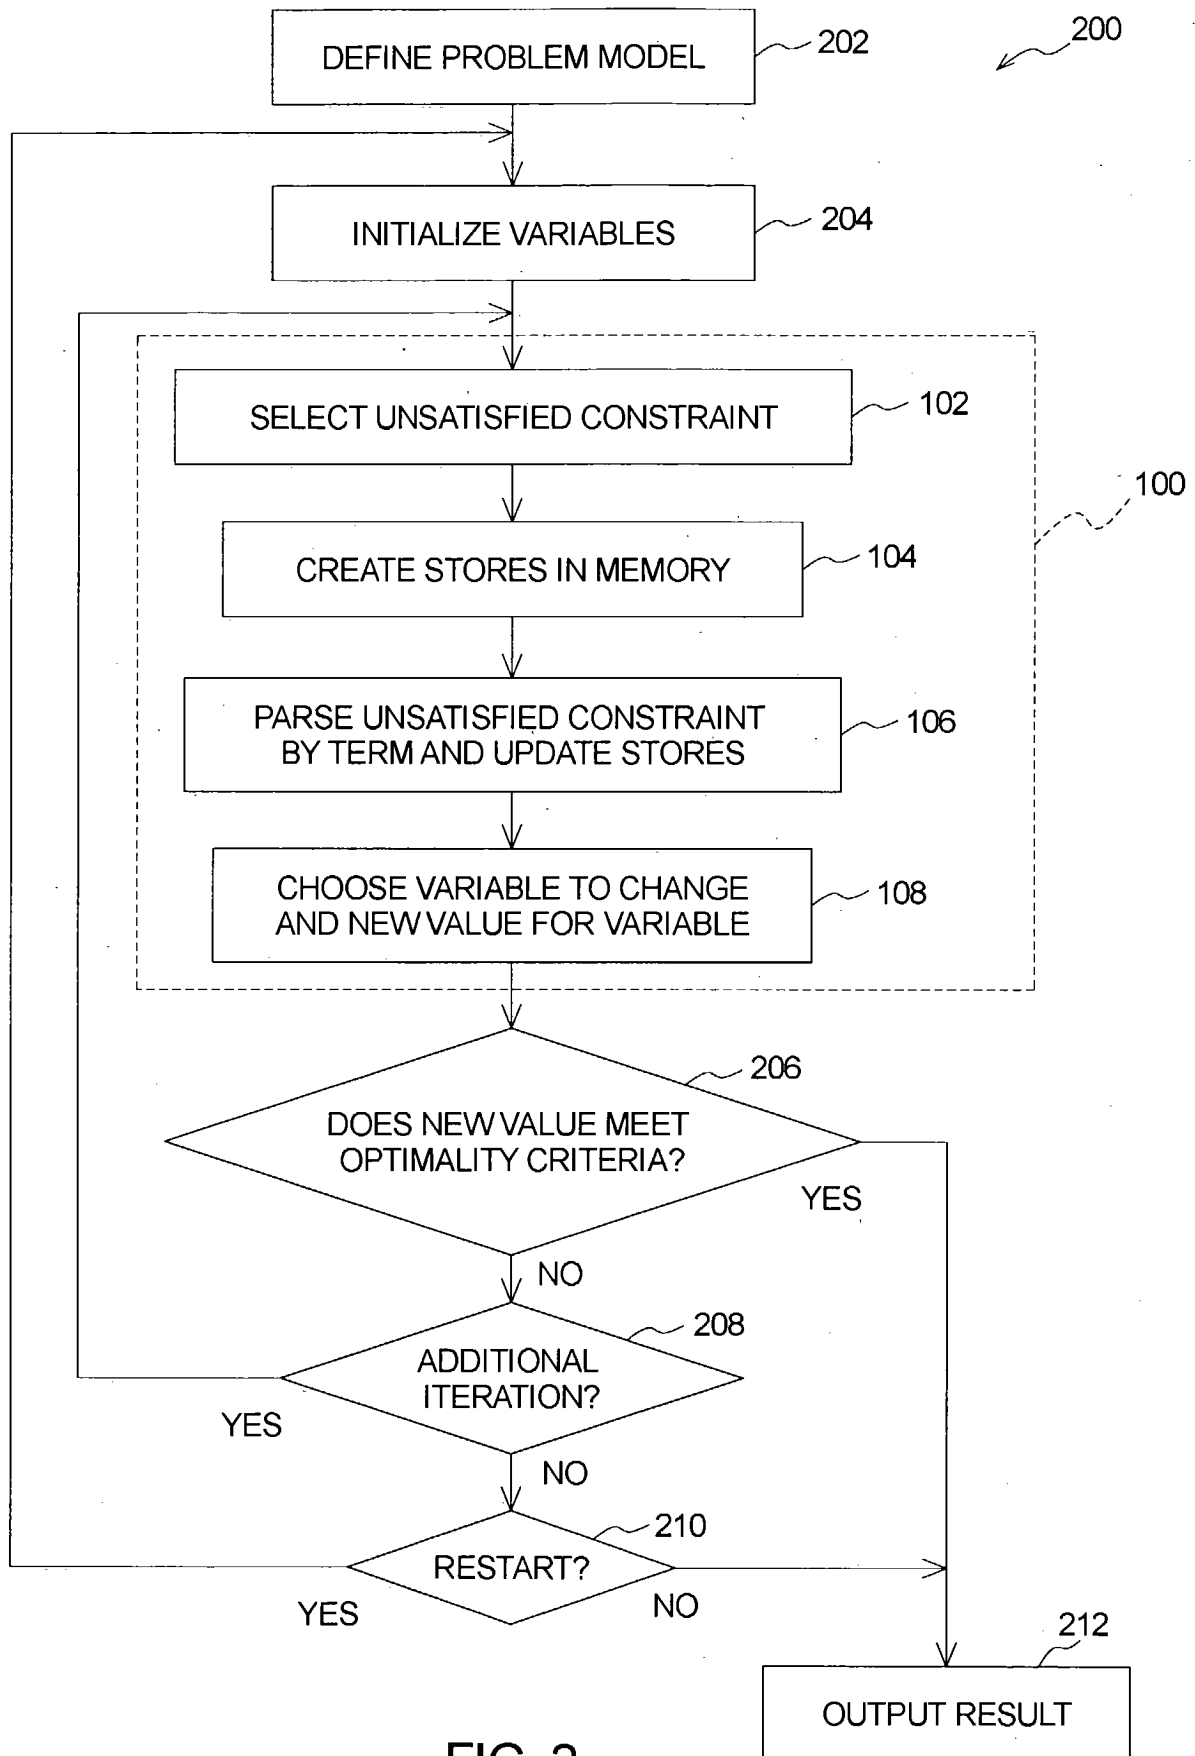 DEFINE PROBLEM MODEL
202
200
INITIALIZE VARIABLES
204
SELECT UNSATISFIED CONSTRAINT
102
100
CREATE STORES IN MEMORY
104
PARSE UNSATISFIED CONSTRAINT
BY TERM AND UPDATE STORES
106
CHOOSE VARIABLE TO CHANGE
AND NEW VALUE FOR VARIABLE
108
206
DOES NEW VALUE MEET
OPTIMALITY CRITERIA?
YES
NO
208
ADDITIONAL
ITERATION?
YES
NO
210
RESTART?
YES
NO
212
OUTPUT RESULT